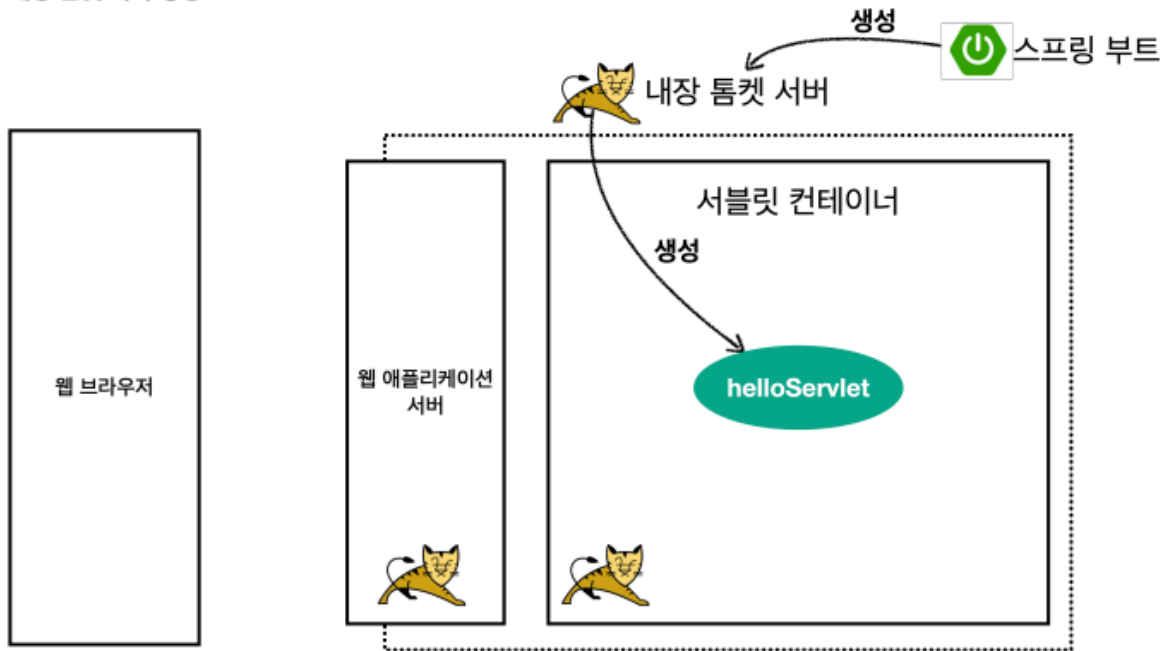 생성
스프링 부트
내장 톰켓 서버
서블릿 컨테이너
생성
웹 브라우저
웹 애플리케이션
서버
helloServlet